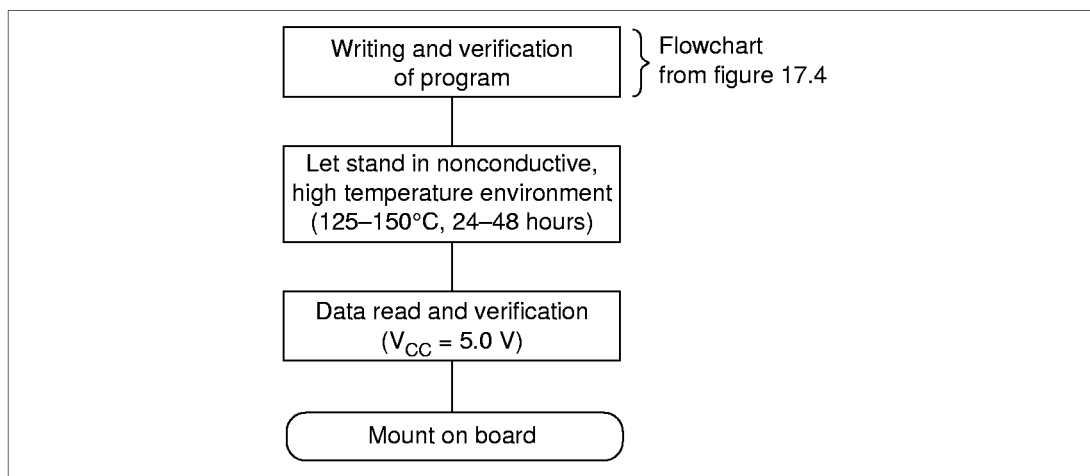 Writing and verification
of program
Flowchart
from figure 17.4
Let stand in nonconductive,
high temperature environment
(125–150°C, 24–48 hours)
Data read and verification
(VCC = 5.0 V)
Mount on board